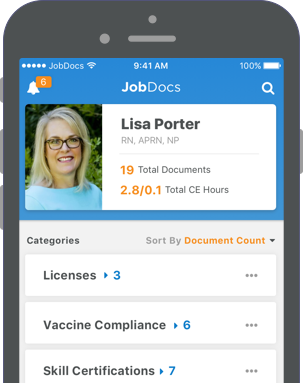 JobDocs 9:41 AM 100%
6
JobDocs
Lisa Porter
RN, APRN, NP
19 Total Documents
2.8/0.1 Total CE Hours
Categories Sort By Document Count
Licenses 3
Vaccine Compliance 6
Skill Certifications 7